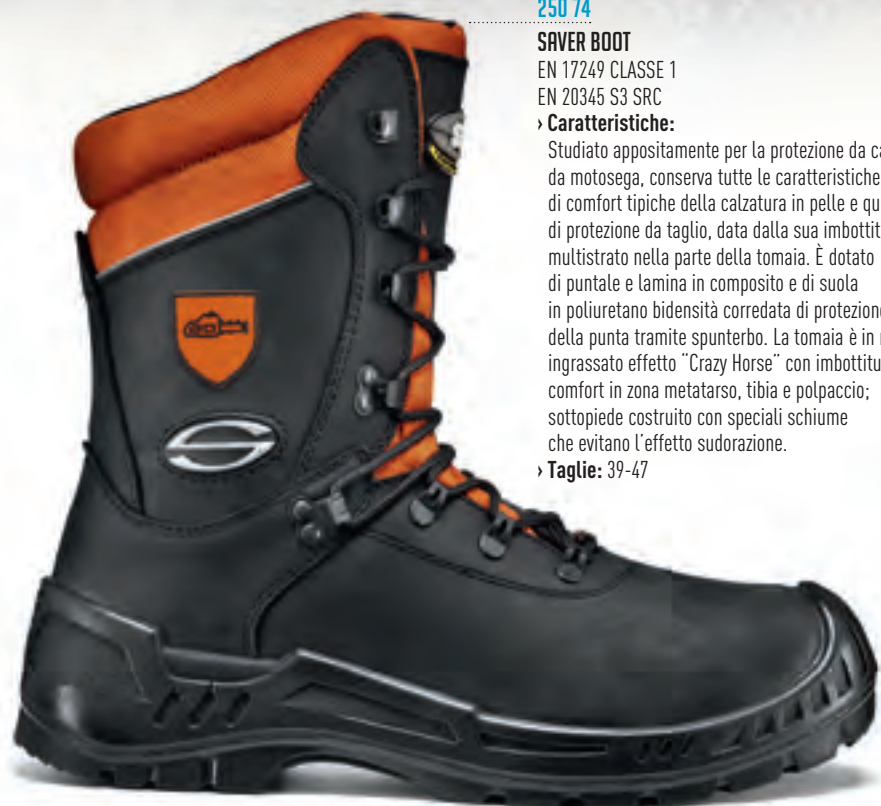 250 74
SAVER BOOT
EN 17249 CLASSE 1
EN 20345 S3 SRC
› Caratteristiche:
Studiato appositamente per la protezione da
da motosega, conserva tutte le caratteristiche
di comfort tipiche della calzatura in pelle e
di protezione da taglio, data dalla sua
multistrato nella parte della tomaia. È dotato
di puntale e lamina in composito e di suola
in poliuretano bidensità corredata di protezione
della punta tramite spunterbo. La tomaia è in
ingrassato effetto "Crazy Horse" con
comfort in zona metatarso, tibia e polpaccio;
sottopiede costruito con speciali schiume
che evitano l'effetto sudorazione.
› Taglie: 39-47